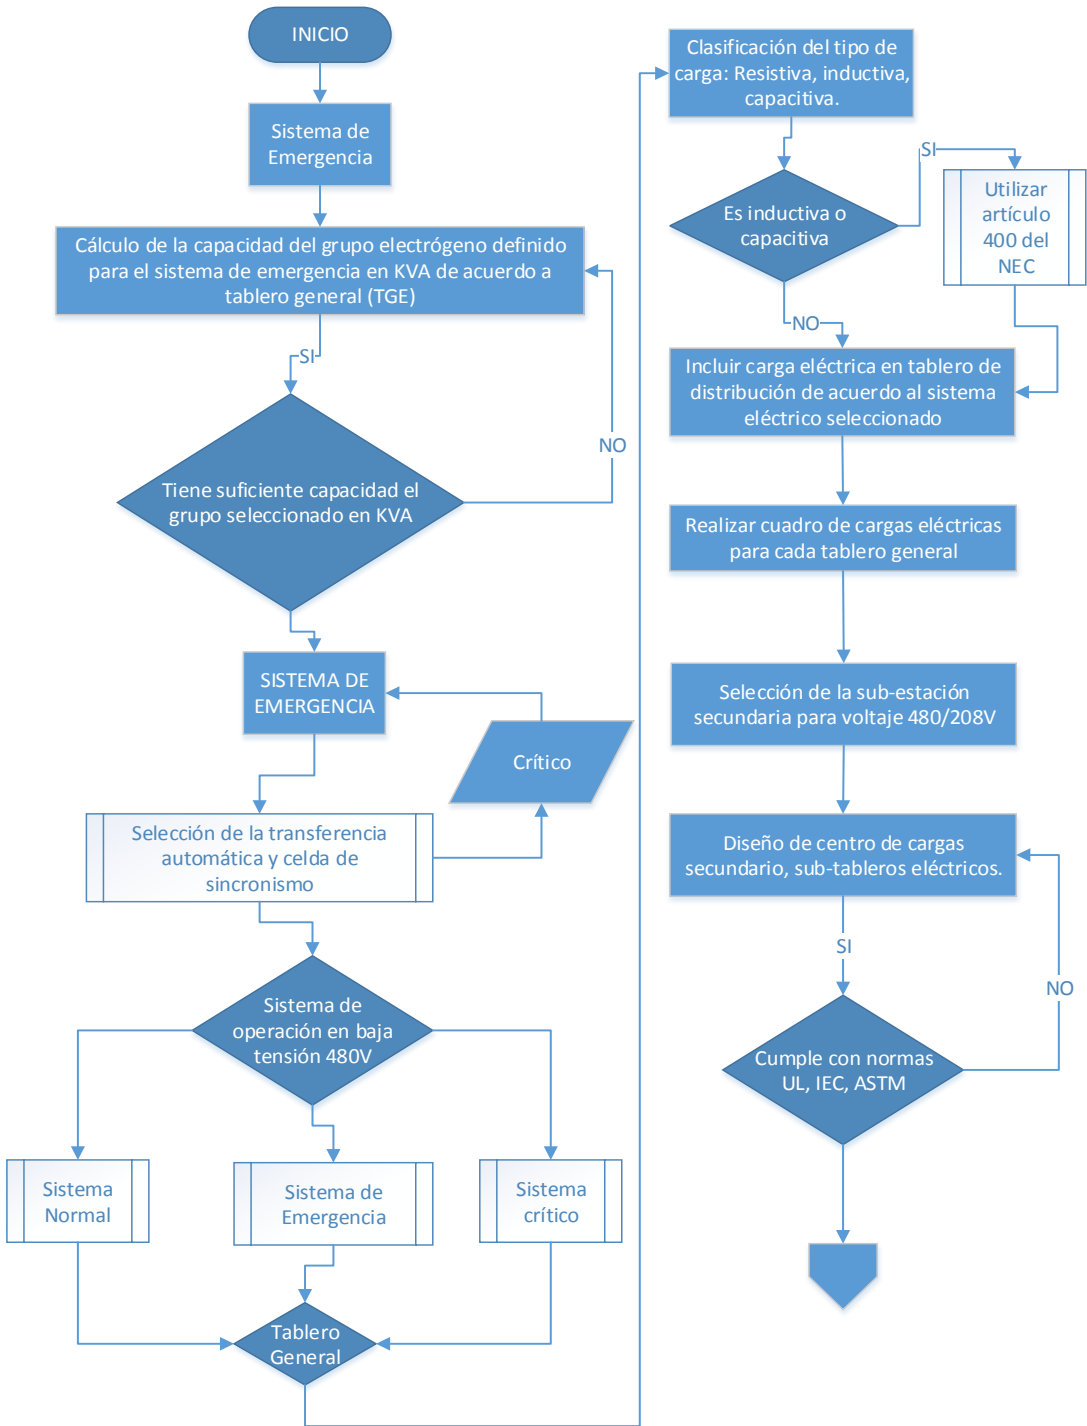 INICIO
Sistema de
Emergencia
Cálculo de la capacidad del grupo electrógeno definido
para el sistema de emergencia en KVA de acuerdo a
tablero general (TGE)
SI
NO
Tiene suficiente capacidad el
grupo seleccionado en KVA
SISTEMA DE
EMERGENCIA
Crítico
Selección de la transferencia
automática y celda de
sincronismo
Sistema de
operación en baja
tensión 480V
Sistema
Normal
Sistema de
Emergencia
Sistema
crítico
Tablero
General
Clasificación del tipo de
carga: Resistiva, inductiva,
capacitiva.
SI
Es inductiva o
capacitiva
Utilizar
artículo
400 del
NEC
NO
Incluir carga eléctrica en tablero de
distribución de acuerdo al sistema
eléctrico seleccionado
Realizar cuadro de cargas eléctricas
para cada tablero general
Selección de la sub-estación
secundaria para voltaje 480/208V
Diseño de centro de cargas
secundario, sub-tableros eléctricos.
SI
NO
Cumple con normas
UL, IEC, ASTM